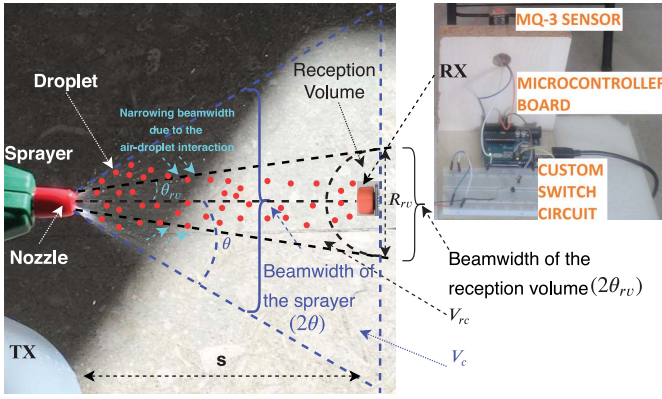 Droplet
Sprayer
Nozzle
TX
Narrowing beamwidth
due to the
air-droplet interaction
θrv
θ
Reception
Volume
RX
Rrv
Beamwidth of
the sprayer
(2θ)
s
Beamwidth of the
reception volume(2θrv)
Vrc
Vc
MQ-3 SENSOR
MICROCONTROLLER
BOARD
CUSTOM
SWITCH
CIRCUIT